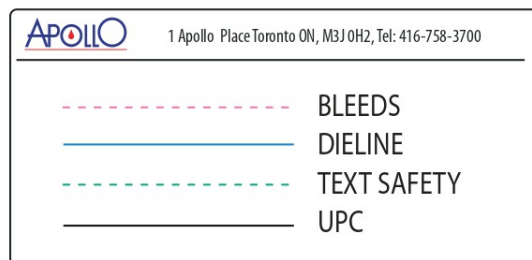 APOLLO
1 Apollo Place Toronto ON, M3J 0H2, Tel: 416-758-3700
BLEEDS
DIELINE
TEXT SAFETY
UPC